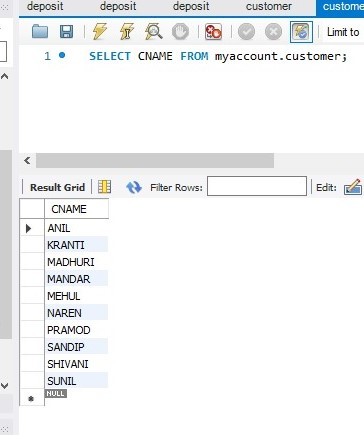 deposit deposit deposit customer custome
Limit to
1 SELECT CNAME FROM myaccount.customer;
Result Grid Filter Rows: Edit:
CNAME
ANIL
KRANTI
MADHURI
MANDAR
MEHUL
NAREN
PRAMOD
SANDIP
SHIVANI
SUNIL
NULL